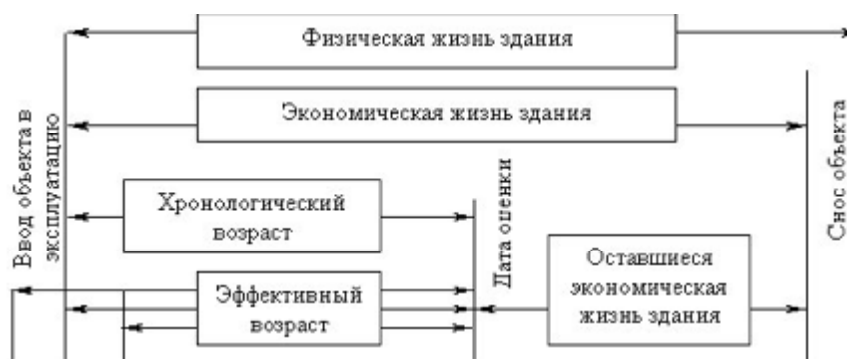 Физическая жизнь здания
Экономическая жизнь здания
Ввод объекта в
эксплуатацию
Хронологический
возраст
Эффективный
возраст
Дата оценки
Оставшиеся
экономическая
жизнь здания
Снос объекта